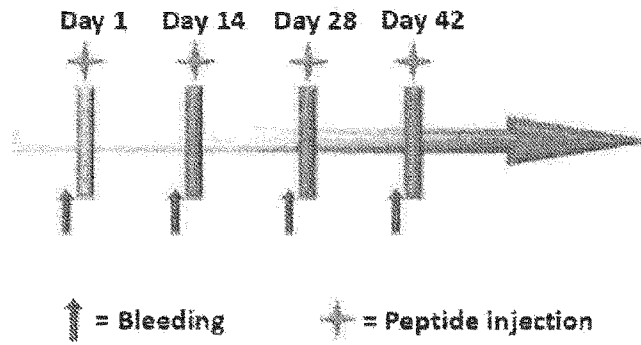 Day 1 Day 14 Day 28 Day 42
= Bleeding = Peptide injection